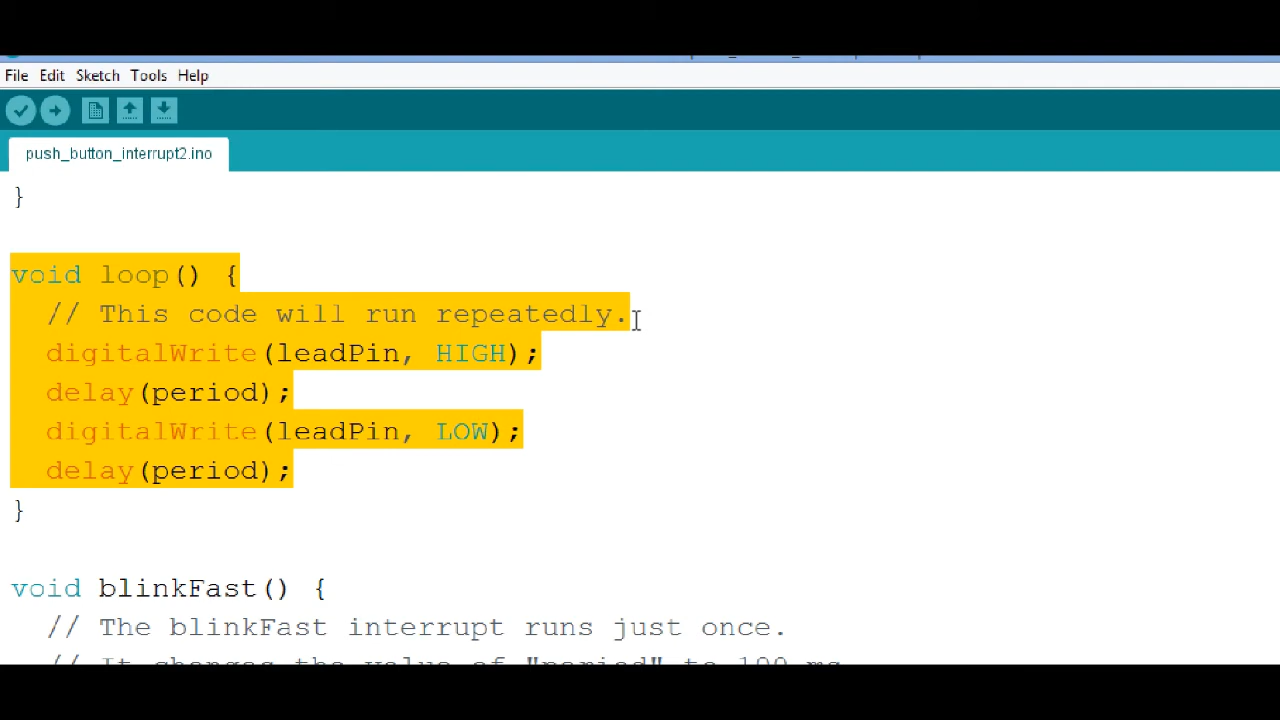 File Edit Sketch Tools Help
push_button_interrupt2.ino
}
void loop() {
// This code will run repeatedly.
digitalWrite(leadPin, HIGH);
delay(period);
digitalWrite(leadPin, LOW);
delay(period);
}
void blinkFast() {
// The blinkFast interrupt runs just once.
// It changes the value of "period" to 100 ms